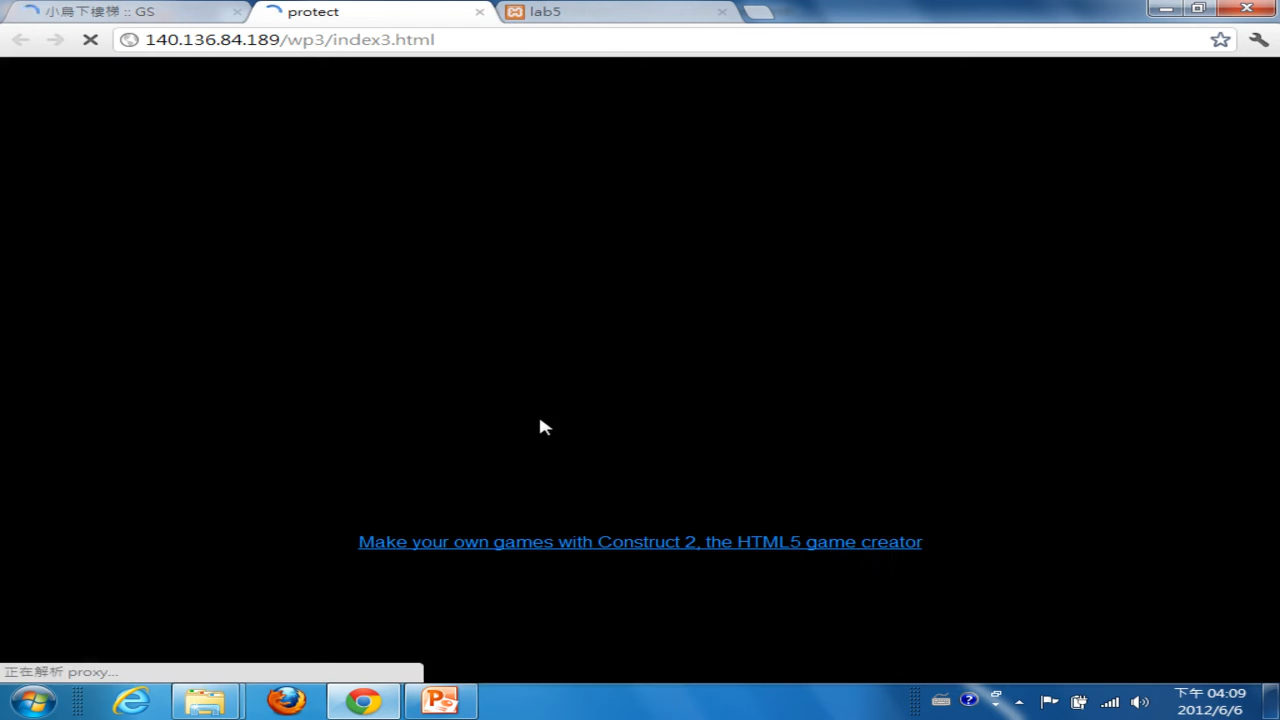 小鳥下樓梯 :: GS
protect
lab5
140.136.84.189/wp3/index3.html
Make your own games with Construct 2, the HTML5 game creator
正在解析 proxy...
下午 04:09
2012/6/6